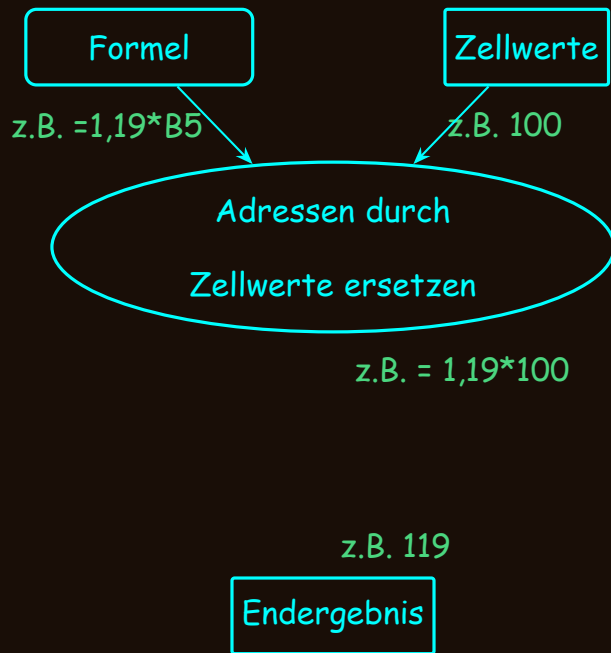 Formel
Zellwerte
z.B. =1,19*B5
z.B. 100
Adressen durch
Zellwerte ersetzen
z.B. = 1,19*100
z.B. 119
Endergebnis